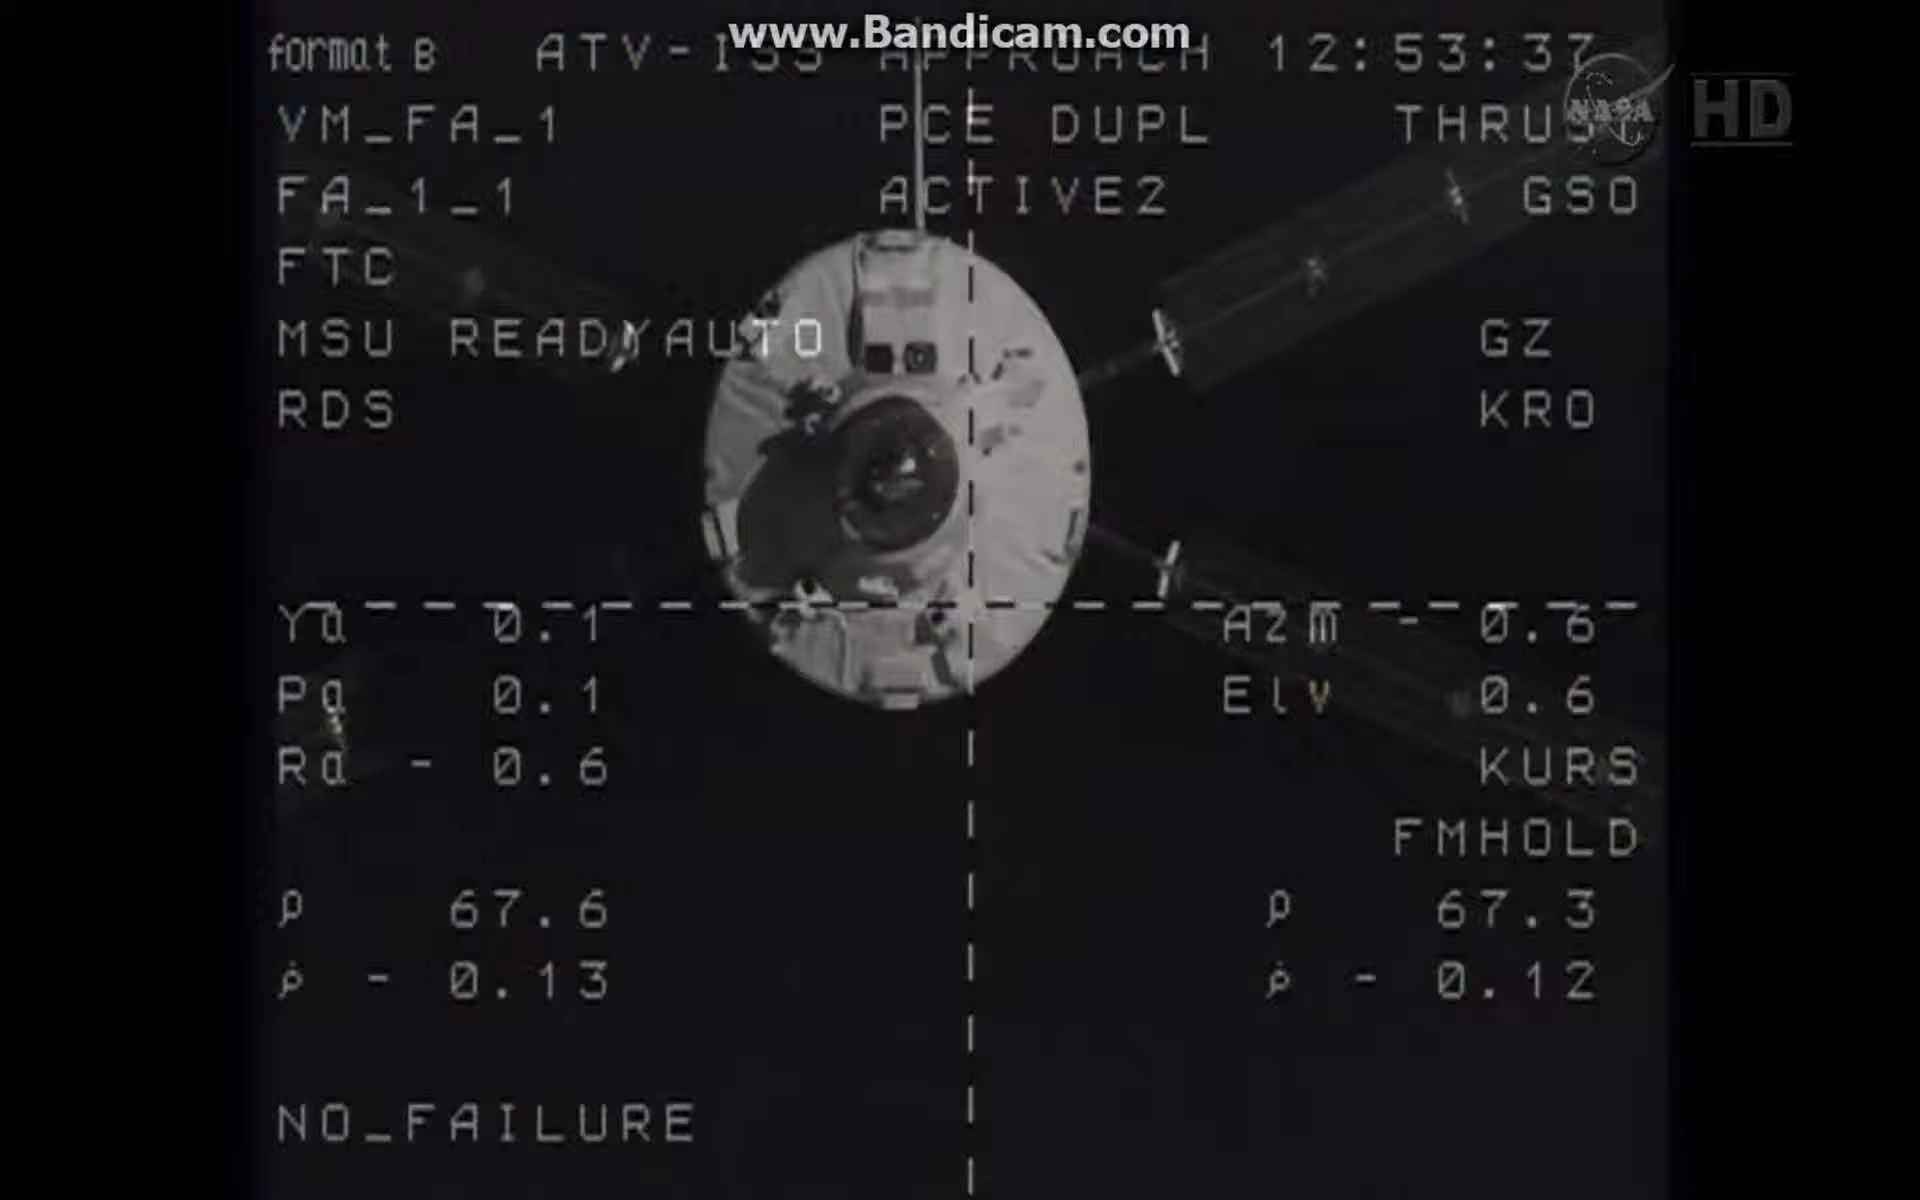 www.Bandicam.com
format B ATV-ISS APPROACH 12:53:37
NASA HD
VM_FA_1 PCE DUPL THRUS
FA_1_1 ACTIVE2 GSO
FTC
MSU READYAUTO GZ
RDS KRO
Ya 0.1 Azm - 0.6
Pa 0.1 Elv 0.6
Ra - 0.6 KURS
FMHOLD
ρ 67.6 ρ 67.3
ρ̇ - 0.13 ρ̇ - 0.12
NO_FAILURE